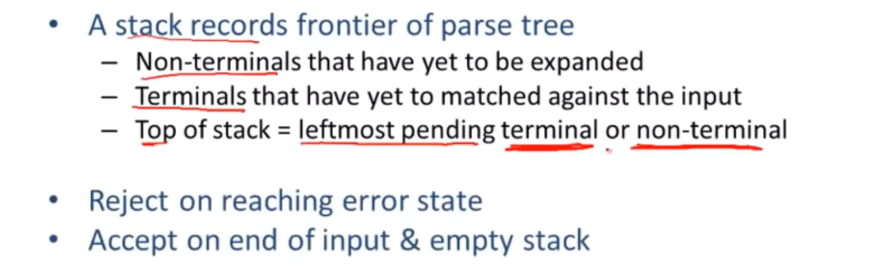 • A stack records frontier of parse tree
– Non-terminals that have yet to be expanded
– Terminals that have yet to matched against the input
– Top of stack = leftmost pending terminal or non-terminal
• Reject on reaching error state
• Accept on end of input & empty stack